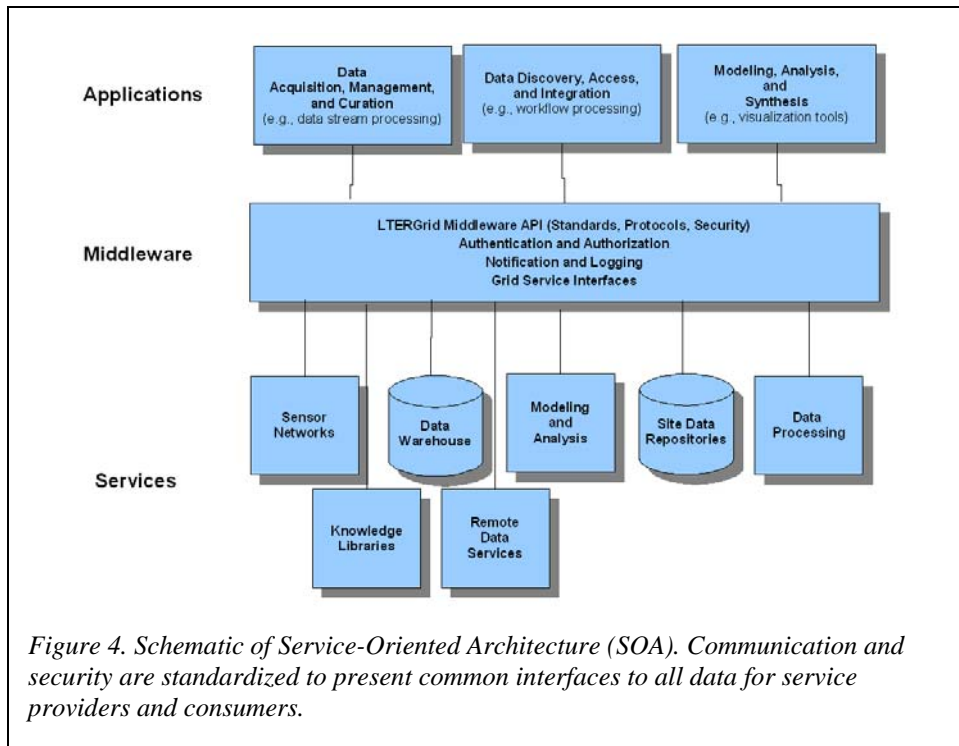 Applications
Data
Acquisition, Management,
and Curation
(e.g., data stream processing)
Data Discovery, Access,
and Integration
(e.g., workflow processing)
Modeling, Analysis,
and
Synthesis
(e.g., visualization tools)
Middleware
LTERGrid Middleware API (Standards, Protocols, Security)
Authentication and Authorization
Notification and Logging
Grid Service Interfaces
Services
Sensor
Networks
Data
Warehouse
Modeling
and
Analysis
Site Data
Repositories
Data
Processing
Knowledge
Libraries
Remote
Data
Services
Figure 4. Schematic of Service-Oriented Architecture (SOA). Communication and
security are standardized to present common interfaces to all data for service
providers and consumers.